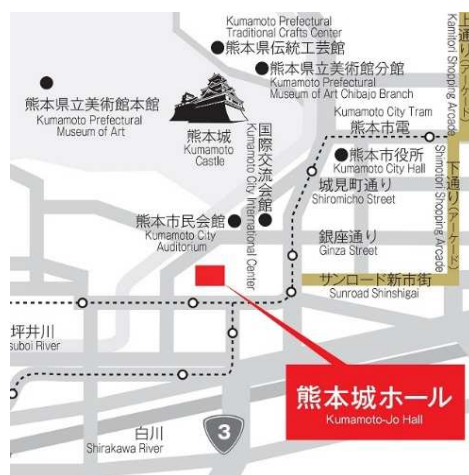 Kumamoto Prefectural
Traditional Crafts Center
熊本県伝統工芸館
熊本県立美術館分館
Kumamoto Prefectural
Museum of Art Chibajo Branch
上通り(アーケード)
Kamitori Shopping Arcade
熊本県立美術館本館
Kumamoto Prefectural
Museum of Art
熊本城
Kumamoto
Castle
国際交流会館
Kumamoto City International Center
Kumamoto City Tram
熊本市電
熊本市役所
Kumamoto City Hall
下通り(アーケード)
Shimotori Shopping Arcade
城見町通り
Shiromicho Street
熊本市民会館
Kumamoto City
Auditorium
銀座通り
Ginza Street
サンロード新市街
Sunroad Shinshigai
坪井川
suboi River
熊本城ホール
Kumamoto-Jo Hall
白川
Shirakawa River
3